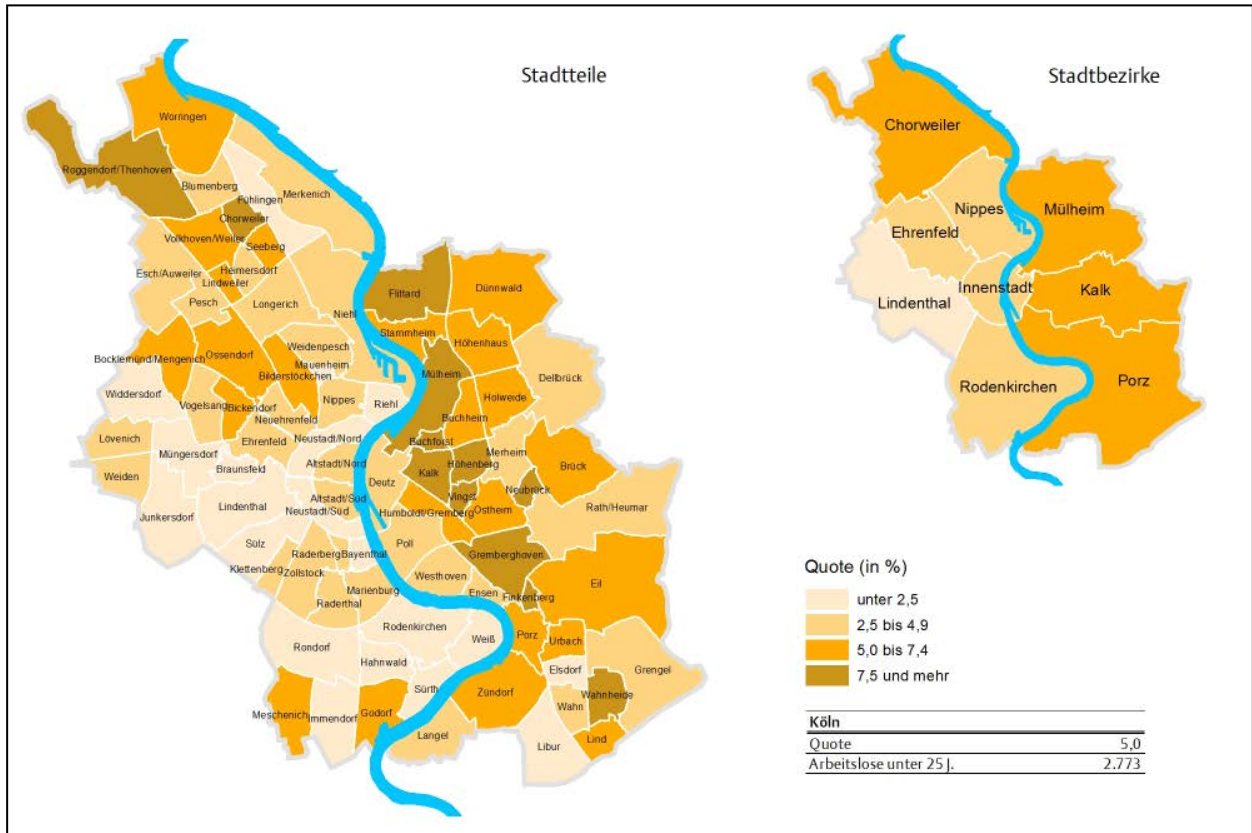 Stadtteile
Worringen
Roggendorf/Thenhoven
Blumenberg
Fühlingen
Merkenich
Chorweiler
Volkhoven/Weiler
Seeberg
Heimersdorf
Esch/Auweiler
Lindweiler
Pesch
Longerich
Niehl
Flittard
Dünnwald
Stammheim
Höhenhaus
Weidenpesch
Ossendorf
Bocklemünd/Mengenich
Mauenheim
Bilderstöckchen
Mülheim
Dellbrück
Widdersdorf
Nippes
Riehl
Holweide
Vogelsang
Bickendorf
Neuehrenfeld
Buchheim
Lövenich
Ehrenfeld
Neustadt/Nord
Buchforst
Müngersdorf
Merheim
Altstadt/Nord
Höhenberg
Brück
Braunsfeld
Weiden
Kalk
Deutz
Neubrück
Vingst
Altstadt/Süd
Lindenthal
Neustadt/Süd
Humboldt/Gremberg
Ostheim
Rath/Heumar
Junkersdorf
Poll
Sülz
Raderberg
Bayenthal
Gremberghoven
Klettenberg
Zollstock
Westhoven
Marienburg
Ensen
Eil
Finkenberg
Raderthal
Rodenkirchen
Weiß
Porz
Urbach
Rondorf
Hahnwald
Elsdorf
Grengel
Sürth
Zündorf
Wahnheide
Wahn
Meschenich
Immendorf
Godorf
Langel
Libur
Lind
Stadtbezirke
Chorweiler
Nippes
Mülheim
Ehrenfeld
Innenstadt
Kalk
Lindenthal
Rodenkirchen
Porz
Quote (in %)
unter 2,5
2,5 bis 4,9
5,0 bis 7,4
7,5 und mehr
Köln
Quote 5,0
Arbeitslose unter 25 J. 2.773